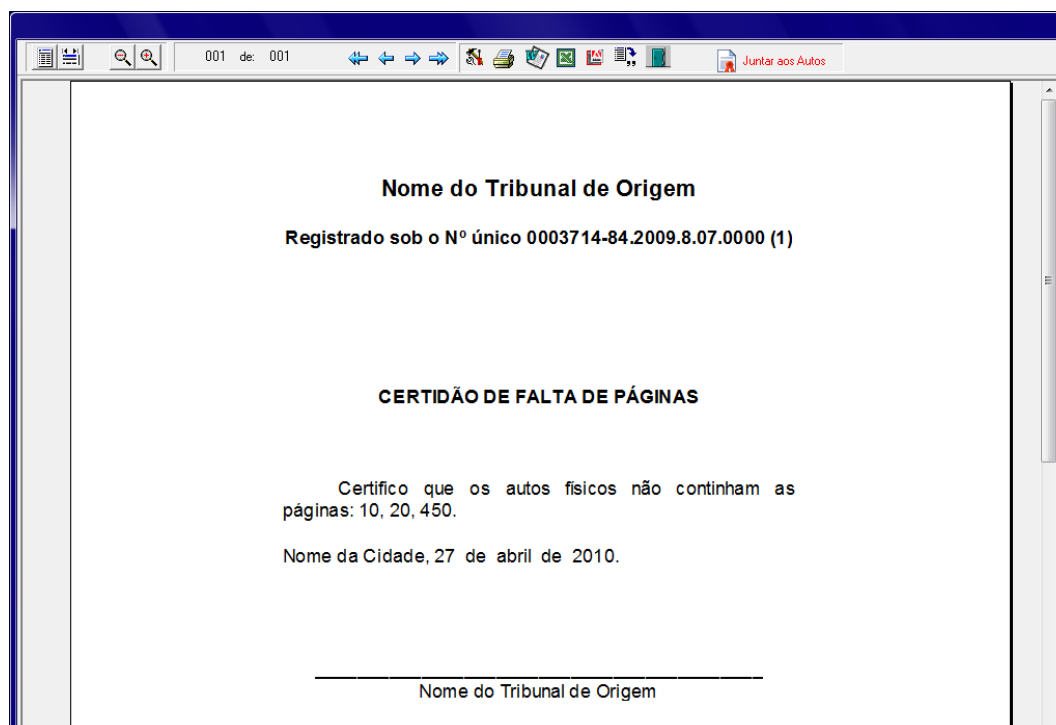 001 de: 001 Juntar aos Autos
Nome do Tribunal de Origem
Registrado sob o Nº único 0003714-84.2009.8.07.0000 (1)
CERTIDÃO DE FALTA DE PÁGINAS
Certifico que os autos físicos não continham as
páginas: 10, 20, 450.
Nome da Cidade, 27 de abril de 2010.
Nome do Tribunal de Origem